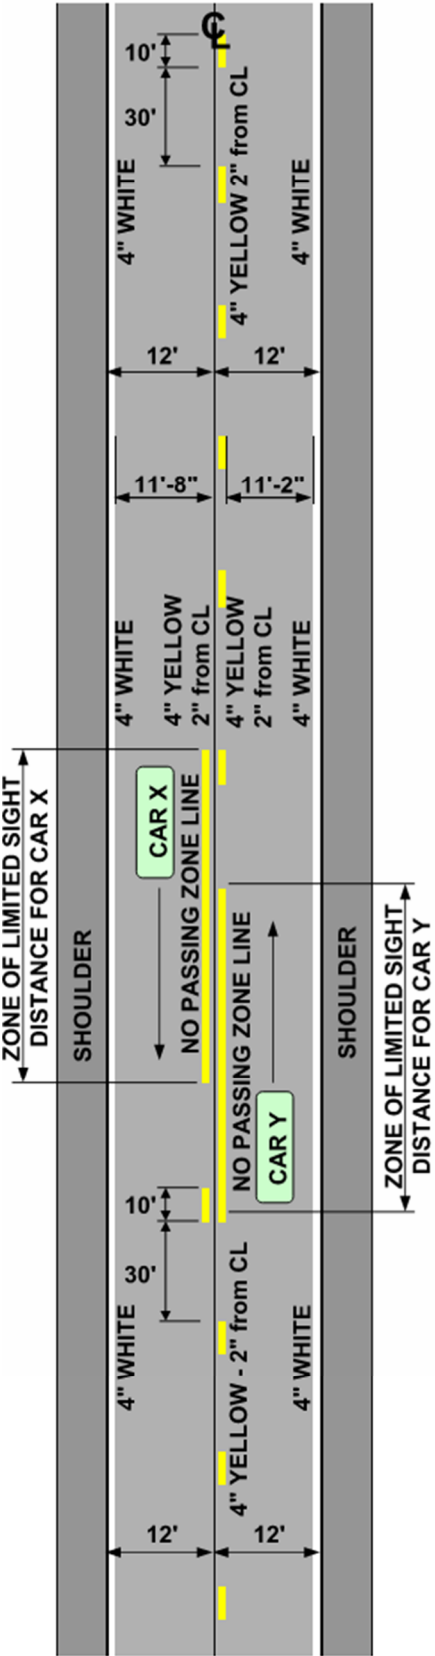 ℄
10'
30'
4" WHITE
4" YELLOW 2" from CL
4" WHITE
12'
12'
11'-8"
11'-2"
4" WHITE
4" YELLOW
2" from CL
4" YELLOW
2" from CL
4" WHITE
ZONE OF LIMITED SIGHT
DISTANCE FOR CAR X
SHOULDER
CAR X
NO PASSING ZONE LINE
NO PASSING ZONE LINE
CAR Y
SHOULDER
ZONE OF LIMITED SIGHT
DISTANCE FOR CAR Y
10'
30'
4" WHITE
4" YELLOW - 2" from CL
4" WHITE
12'
12'